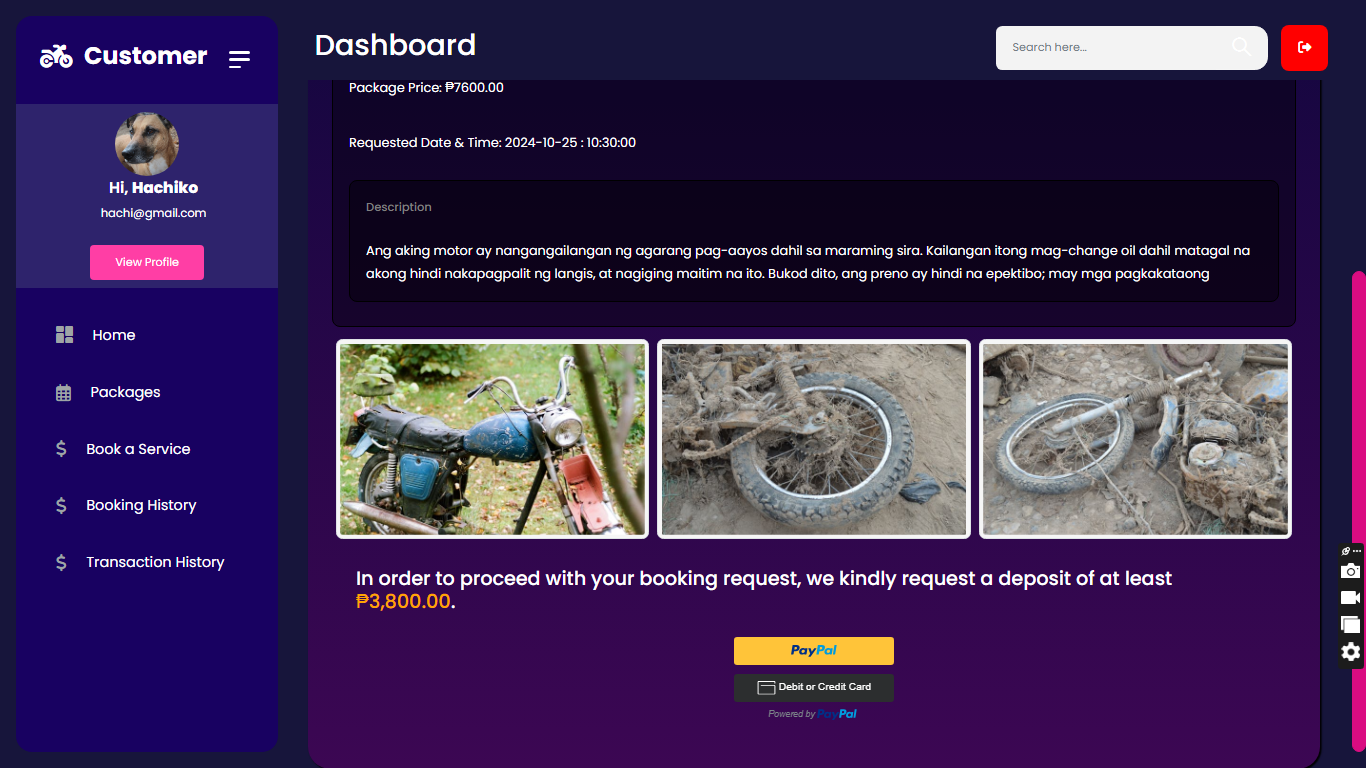 Customer
Dashboard
Search here...
Hi, Hachiko
hachi@gmail.com
View Profile
Home
Packages
Book a Service
Booking History
Transaction History
Package Price: ₱7600.00
Requested Date & Time: 2024-10-25 : 10:30:00
Description
Ang aking motor ay nangangailangan ng agarang pag-aayos dahil sa maraming sira. Kailangan itong mag-change oil dahil matagal na
akong hindi nakapagpalit ng langis, at nagiging maitim na ito. Bukod dito, ang preno ay hindi na epektibo; may mga pagkakataong
In order to proceed with your booking request, we kindly request a deposit of at least
₱3,800.00.
PayPal
Debit or Credit Card
Powered by PayPal